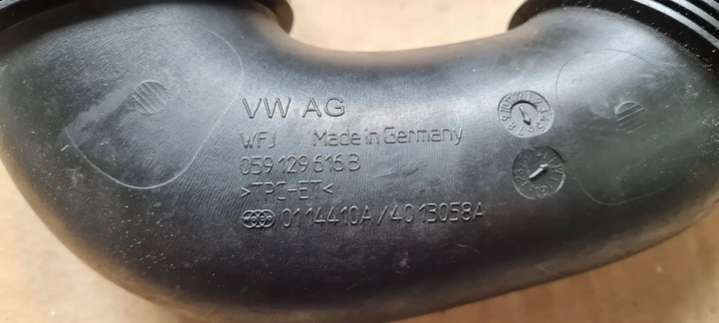 VW AG
WFJ Made in Germany
059 129 616 B
>TPC-ET<
0114410A/4013058A